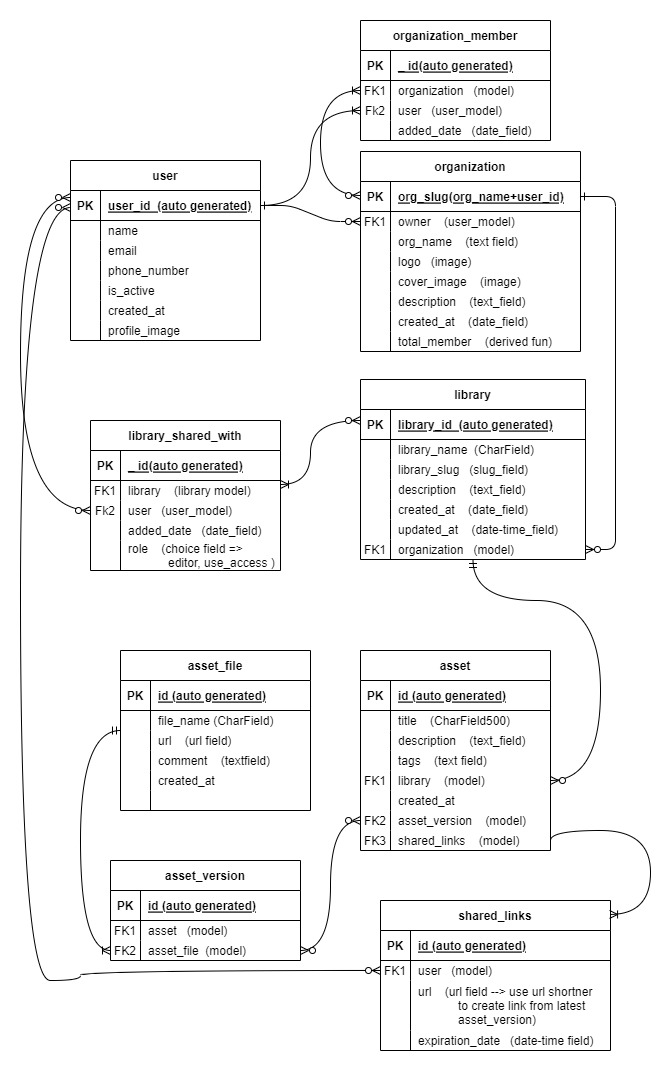 organization_member
PK _id(auto generated)
FK1 organization (model)
Fk2 user (user_model)
added_date (date_field)
user
PK user_id (auto generated)
name
email
phone_number
is_active
created_at
profile_image
organization
PK org_slug(org_name+user_id)
FK1 owner (user_model)
org_name (text field)
logo (image)
cover_image (image)
description (text_field)
created_at (date_field)
total_member (derived fun)
library
PK library_id (auto generated)
library_name (CharField)
library_slug (slug_field)
description (text_field)
created_at (date_field)
updated_at (date-time_field)
FK1 organization (model)
library_shared_with
PK _id(auto generated)
FK1 library (library model)
Fk2 user (user_model)
added_date (date_field)
role (choice field =>
editor, use_access )
asset_file
PK id (auto generated)
file_name (CharField)
url (url field)
comment (textfield)
created_at
asset
PK id (auto generated)
title (CharField500)
description (text_field)
tags (text field)
FK1 library (model)
created_at
FK2 asset_version (model)
FK3 shared_links (model)
asset_version
PK id (auto generated)
FK1 asset (model)
FK2 asset_file (model)
shared_links
PK id (auto generated)
FK1 user (model)
url (url field --> use url shortner
to create link from latest
asset_version)
expiration_date (date-time field)